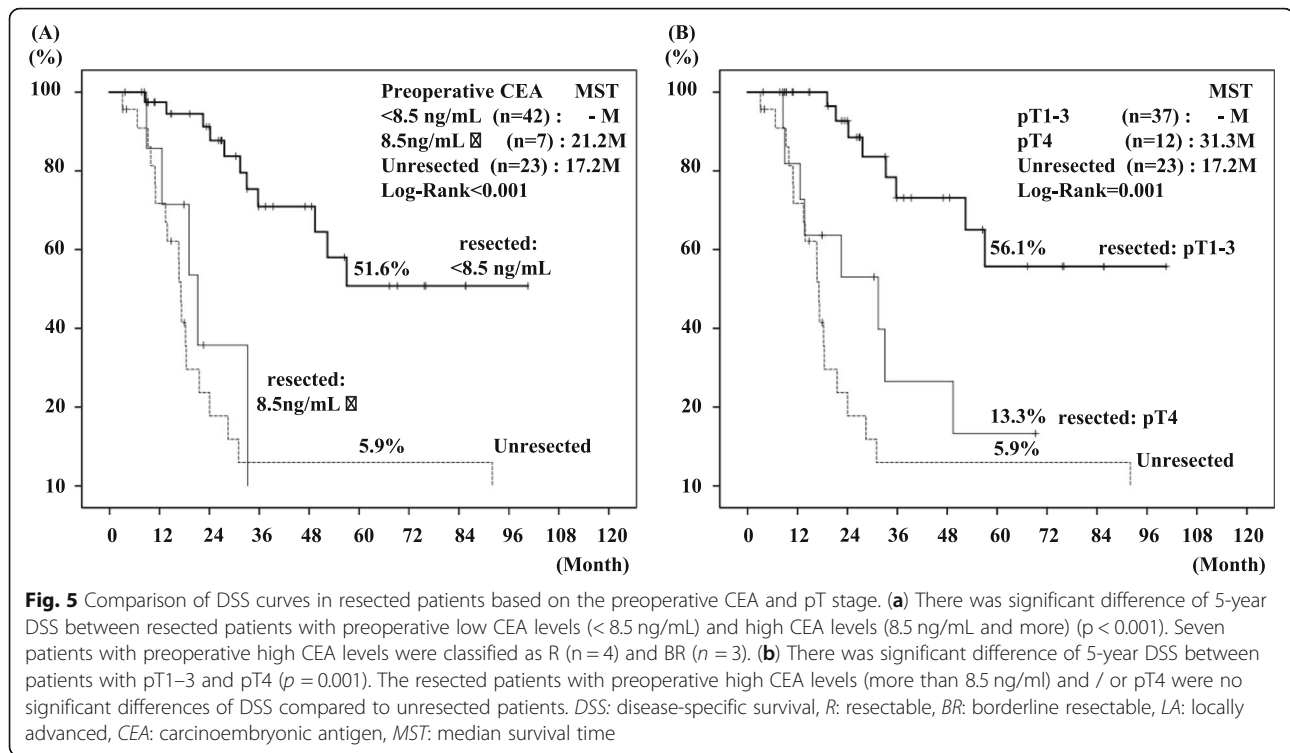 (A)
(%)
100
80
60
40
20
10
Preoperative CEA MST
<8.5 ng/mL (n=42) : - M
8.5ng/mL (n=7) : 21.2M
Unresected (n=23) : 17.2M
Log-Rank<0.001
resected:
<8.5 ng/mL
51.6%
resected:
8.5ng/mL
5.9%
Unresected
0 12 24 36 48 60 72 84 96 108 120
(Month)
(B)
(%)
100
80
60
40
20
10
MST
pT1-3 (n=37) : - M
pT4 (n=12) : 31.3M
Unresected (n=23) : 17.2M
Log-Rank=0.001
56.1%
resected: pT1-3
13.3%
resected: pT4
5.9%
Unresected
0 12 24 36 48 60 72 84 96 108 120
(Month)
Fig. 5 Comparison of DSS curves in resected patients based on the preoperative CEA and pT stage. (a) There was significant difference of 5-year
DSS between resected patients with preoperative low CEA levels (< 8.5 ng/mL) and high CEA levels (8.5 ng/mL and more) (p < 0.001). Seven
patients with preoperative high CEA levels were classified as R (n = 4) and BR (n = 3). (b) There was significant difference of 5-year DSS between
patients with pT1–3 and pT4 (p = 0.001). The resected patients with preoperative high CEA levels (more than 8.5 ng/ml) and / or pT4 were no
significant differences of DSS compared to unresected patients. DSS: disease-specific survival, R: resectable, BR: borderline resectable, LA: locally
advanced, CEA: carcinoembryonic antigen, MST: median survival time